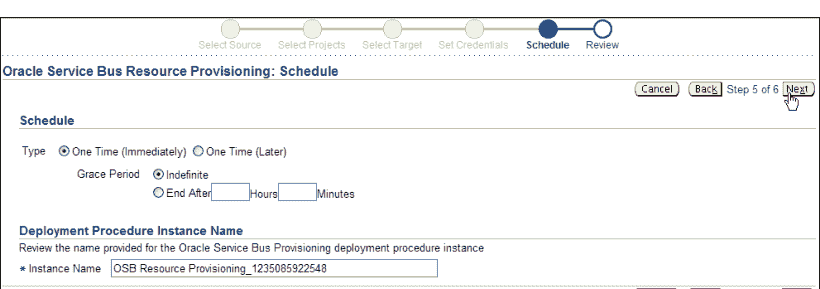 Select Source Select Projects Select Target Set Credentials Schedule Review
Oracle Service Bus Resource Provisioning: Schedule
Cancel Back Step 5 of 6 Next
Schedule
Type One Time (Immediately) One Time (Later)
Grace Period Indefinite
End After Hours Minutes
Deployment Procedure Instance Name
Review the name provided for the Oracle Service Bus Provisioning deployment procedure instance
* Instance Name OSB Resource Provisioning_1235085922548